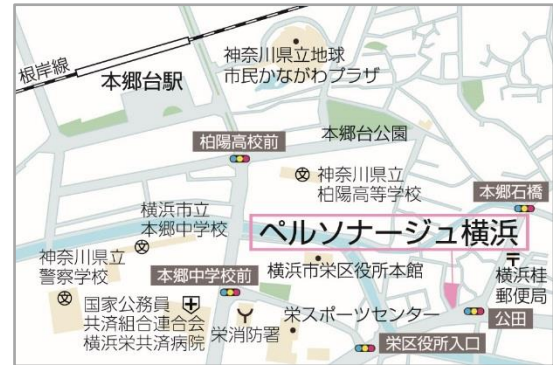 根岸線
本郷台駅
神奈川県立地球
市民かながわプラザ
柏陽高校前
本郷台公園
神奈川県立
柏陽高等学校
本郷石橋
横浜市立
本郷中学校
ペルソナージュ横浜
神奈川県立
警察学校
横浜市栄区役所本館
横浜桂
郵便局
本郷中学校前
国家公務員
共済組合連合会
横浜栄共済病院
栄消防署
栄スポーツセンター
公田
栄区役所入口